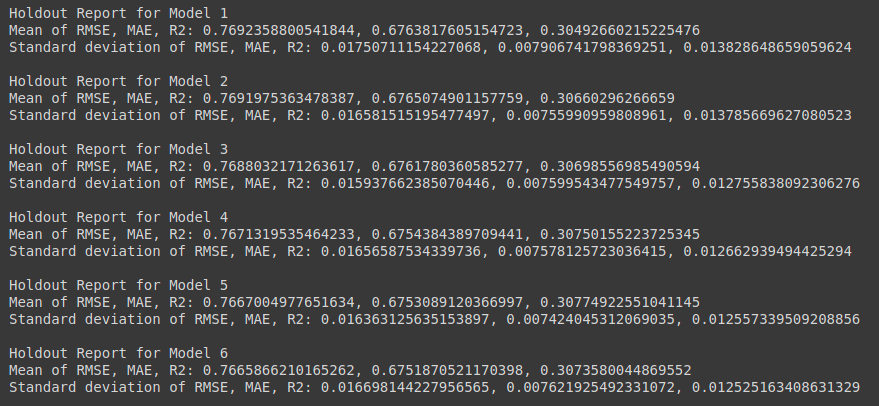 Holdout Report for Model 1
Mean of RMSE, MAE, R2: 0.7692358800541844, 0.6763817605154723, 0.30492660215225476
Standard deviation of RMSE, MAE, R2: 0.01750711154227068, 0.007906741798369251, 0.013828648659059624
Holdout Report for Model 2
Mean of RMSE, MAE, R2: 0.7691975363478387, 0.6765074901157759, 0.30660296266659
Standard deviation of RMSE, MAE, R2: 0.016581515195477497, 0.00755990959808961, 0.013785669627080523
Holdout Report for Model 3
Mean of RMSE, MAE, R2: 0.7688032171263617, 0.6761780360585277, 0.30698556985490594
Standard deviation of RMSE, MAE, R2: 0.015937662385070446, 0.007599543477549757, 0.012755838092306276
Holdout Report for Model 4
Mean of RMSE, MAE, R2: 0.7671319535464233, 0.6754384389709441, 0.30750155223725345
Standard deviation of RMSE, MAE, R2: 0.01656587534339736, 0.007578125723036415, 0.012662939494425294
Holdout Report for Model 5
Mean of RMSE, MAE, R2: 0.7667004977651634, 0.6753089120366997, 0.30774922551041145
Standard deviation of RMSE, MAE, R2: 0.016363125635153897, 0.007424045312069035, 0.012557339509208856
Holdout Report for Model 6
Mean of RMSE, MAE, R2: 0.7665866210165262, 0.6751870521170398, 0.3073580044869552
Standard deviation of RMSE, MAE, R2: 0.016698144227956565, 0.007621925492331072, 0.012525163408631329